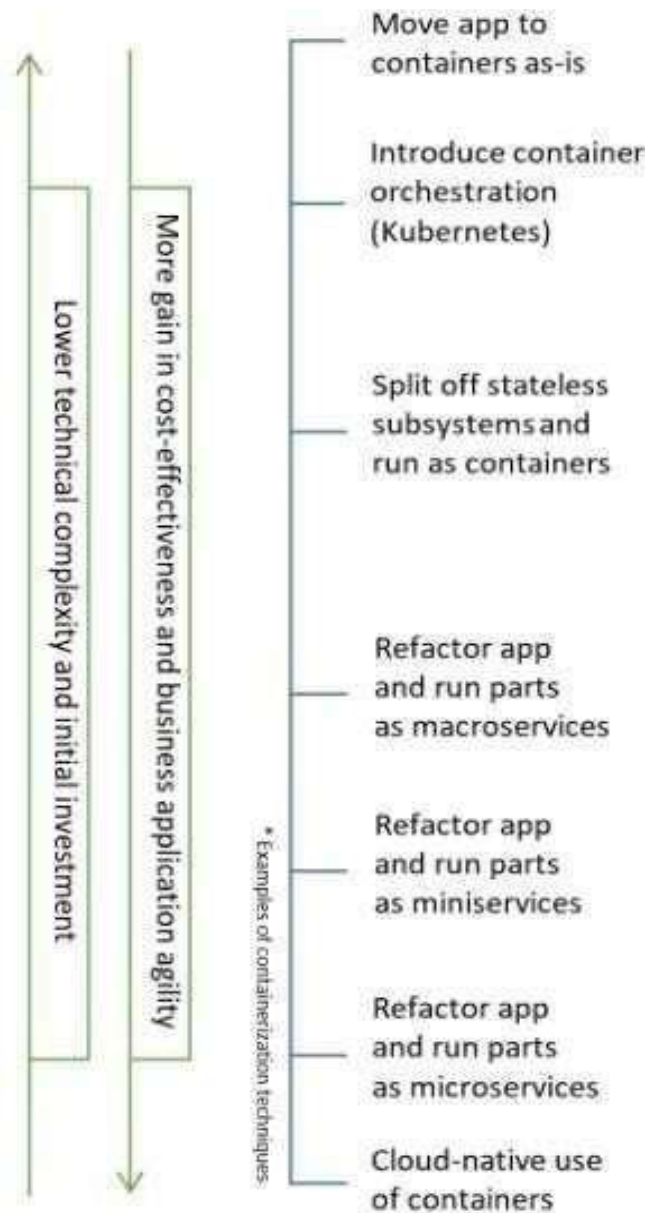 Move app to
containers as-is
Introduce container
orchestration
(Kubernetes)
Split off stateless
subsystems and
run as containers
Refactor app
and run parts
as macroservices
Refactor app
and run parts
as miniservices
Refactor app
and run parts
as microservices
Cloud-native use
of containers
* Examples of containerization techniques
More gain in cost-effectiveness and business application agility
Lower technical complexity and initial investment